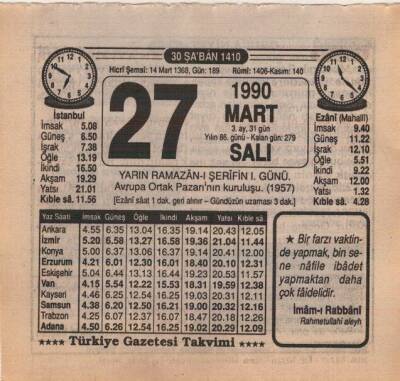 30 ŞA'BAN 1410
Hicrî Şemsî: 14 Mart 1368, Gün: 189 Rûmî: 1406-Kasım: 140
27
1990
MART
3. ay, 31 gün
Yılın 86. günü - Kalan gün: 279
SALI
YARIN RAMAZÂN-I ŞERÎFİN I. GÜNÜ.
Avrupa Ortak Pazarı'nın kuruluşu. (1957)
[Ezânî sâat 1 dak. geri alınır – Gündüzün uzaması 3 dak.]
İstanbul
İmsak 5.08
Güneş 6.50
İşrak 7.38
Öğle 13.19
İkindi 16.50
Akşam 19.29
Yatsı 21.01
Kıble sâ. 11.56
Ezânî (Mahallî)
İmsak 9.40
Güneş 11.22
İşrak 12.10
Öğle 5.51
İkindi 9.22
Akşam 12.00
Yatsı 1.32
Kıble sâ. 4.28
Yaz Sâati İmsak Güneş Öğle İkindi Akşam Yatsı Kıble sâ.
Ankara 4.55 6.35 13.04 16.35 19.14 20.43 12.05
İzmir 5.20 6.58 13.27 16.58 19.36 21.04 11.44
Konya 5.00 6.37 13.06 16.37 19.14 20.41 12.00
Erzurum 4.21 6.01 12.30 16.01 18.40 20.10 12.31
Eskişehir 5.04 6.44 13.13 16.44 19.23 20.53 11.57
Van 4.15 5.54 12.22 15.53 18.31 19.59 12.38
Kayseri 4.46 6.25 12.54 16.25 19.03 20.31 12.11
Samsun 4.38 6.20 12.50 16.21 19.00 20.32 12.16
Trabzon 4.25 6.07 12.37 16.07 18.47 20.18 12.25
Adana 4.50 6.26 12.54 16.25 19.02 20.29 12.09
★ Bir farzı vaktin-
de yapmak, bin se-
ne nâfile ibâdet
yapmaktan daha
çok fâidelidir.
İmâm-ı Rabbânî
Rahmetullahi aleyh
★★★★ Türkiye Gazetesi Takvimi ★★★★